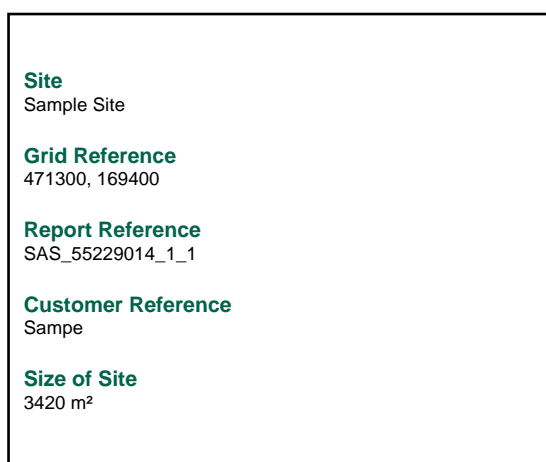 Site
Sample Site
Grid Reference
471300, 169400
Report Reference
SAS_55229014_1_1
Customer Reference
Sampe
Size of Site
3420 m²